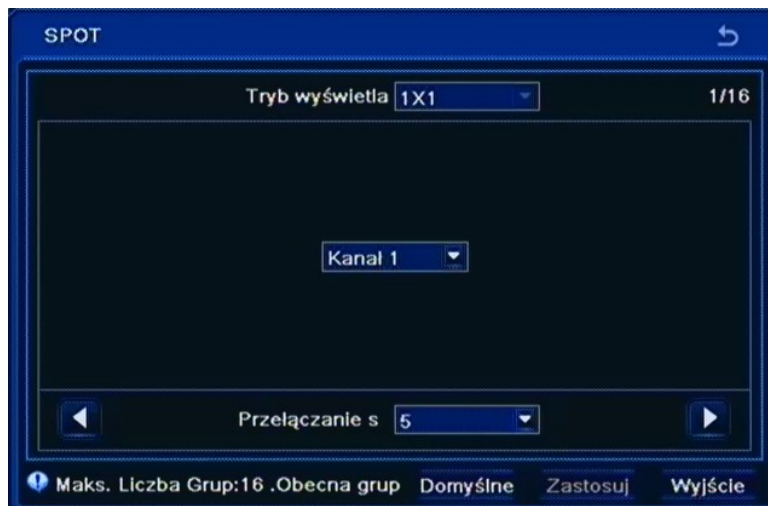 SPOT
Tryb wyświetla 1X1 1/16
Kanał 1
Przełączanie s 5
Maks. Liczba Grup:16 .Obecna grup Domyślne Zastosuj Wyjście